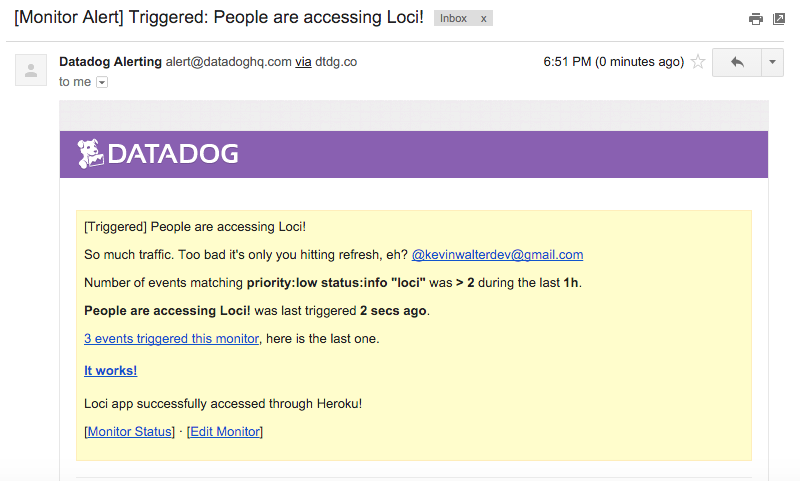 [Monitor Alert] Triggered: People are accessing Loci! Inbox x
Datadog Alerting alert@datadoghq.com via dtdg.co 6:51 PM (0 minutes ago)
to me
DATADOG
[Triggered] People are accessing Loci!
So much traffic. Too bad it's only you hitting refresh, eh? @kevinwalterdev@gmail.com
Number of events matching priority:low status:info "loci" was > 2 during the last 1h.
People are accessing Loci! was last triggered 2 secs ago.
3 events triggered this monitor, here is the last one.
It works!
Loci app successfully accessed through Heroku!
[Monitor Status] · [Edit Monitor]